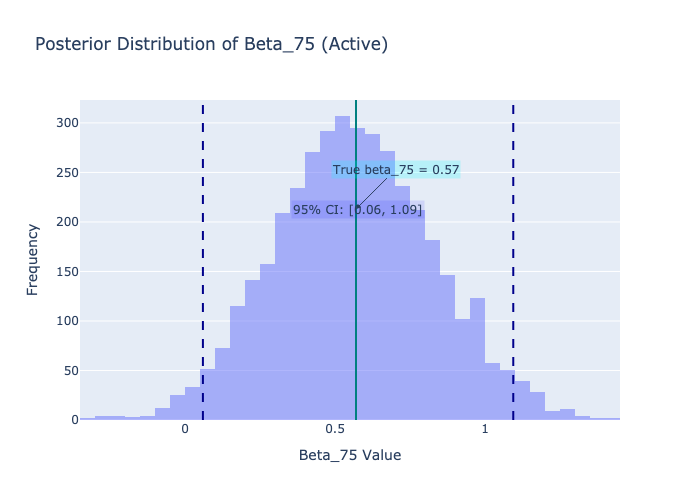 Posterior Distribution of Beta_75 (Active)
300
250
200
150
100
50
0
Frequency
True beta_75 = 0.57
95% CI: [0.06, 1.09]
0
0.5
1
Beta_75 Value